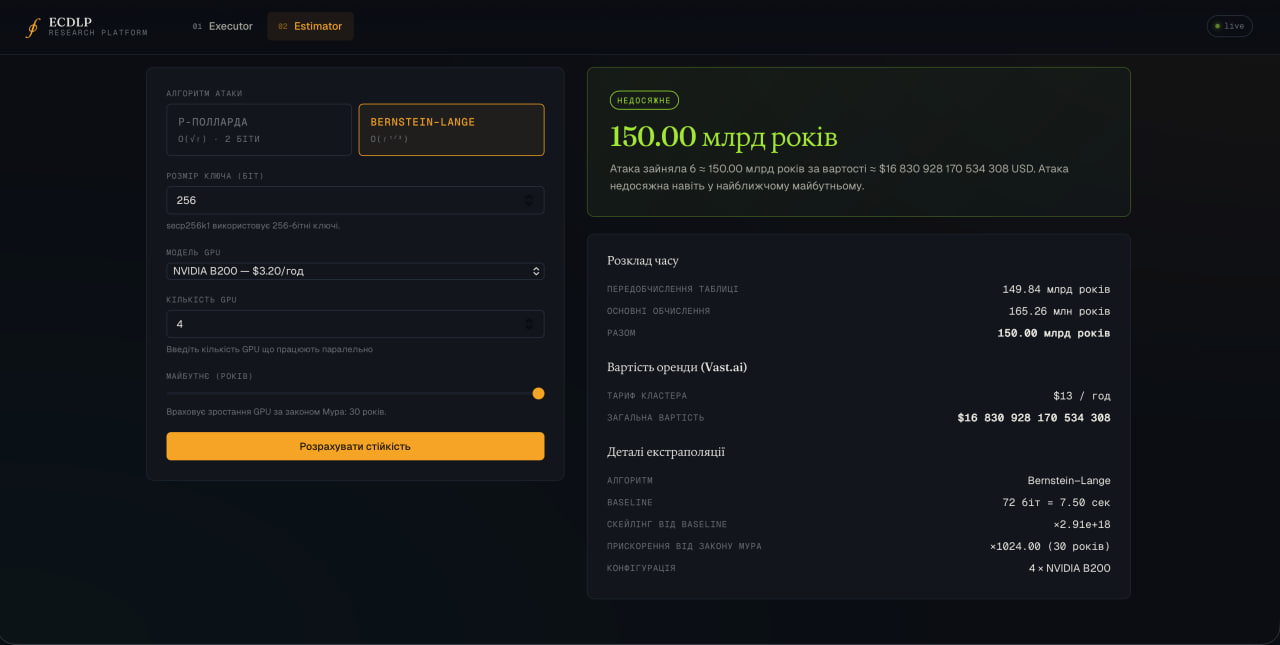 ECDLP
RESEARCH PLATFORM
01 Executor
02 Estimator
live
АЛГОРИТМ АТАКИ
Р-ПОЛЛАРДА
O(√r) · 2 БІТИ
BERNSTEIN–LANGE
O(r¹ᐟ³)
РОЗМІР КЛЮЧА (БІТ)
256
secp256k1 використовує 256-бітні ключі.
МОДЕЛЬ GPU
NVIDIA B200 — $3.20/год
КІЛЬКІСТЬ GPU
4
Введіть кількість GPU що працюють паралельно
МАЙБУТНЄ (РОКІВ)
Враховує зростання GPU за законом Мура: 30 років.
Розрахувати стійкість
НЕДОСЯЖНЕ
150.00 млрд років
Атака зайняла б ≈ 150.00 млрд років за вартості ≈ $16 830 928 170 534 308 USD. Атака
недосяжна навіть у найближчому майбутньому.
Розклад часу
ПЕРЕДОБЧИСЛЕННЯ ТАБЛИЦІ 149.84 млрд років
ОСНОВНІ ОБЧИСЛЕННЯ 165.26 млн років
РАЗОМ 150.00 млрд років
Вартість оренди (Vast.ai)
ТАРИФ КЛАСТЕРА $13 / год
ЗАГАЛЬНА ВАРТІСТЬ $16 830 928 170 534 308
Деталі екстраполяції
АЛГОРИТМ Bernstein–Lange
BASELINE 72 біт = 7.50 сек
СКЕЙЛІНГ ВІД BASELINE ×2.91e+18
ПРИСКОРЕННЯ ВІД ЗАКОНУ МУРА ×1024.00 (30 років)
КОНФІГУРАЦІЯ 4 × NVIDIA B200